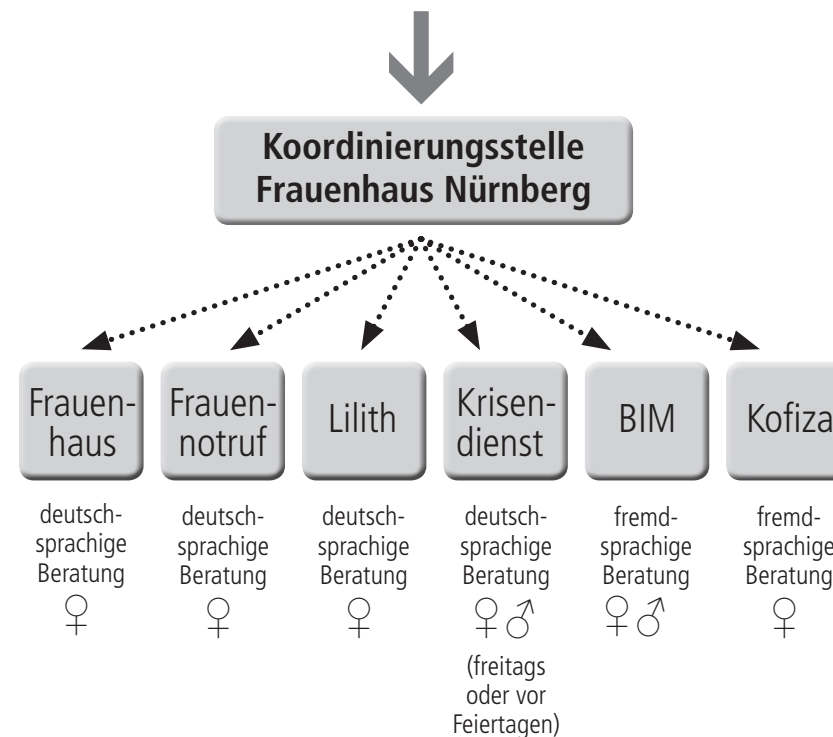 Koordinierungsstelle
Frauenhaus Nürnberg
Frauen-
haus
Frauen-
notruf
Lilith
Krisen-
dienst
BIM
Kofiza
deutsch-
sprachige
Beratung
♀
deutsch-
sprachige
Beratung
♀
deutsch-
sprachige
Beratung
♀
deutsch-
sprachige
Beratung
♀♂
(freitags
oder vor
Feiertagen)
fremd-
sprachige
Beratung
♀♂
fremd-
sprachige
Beratung
♀